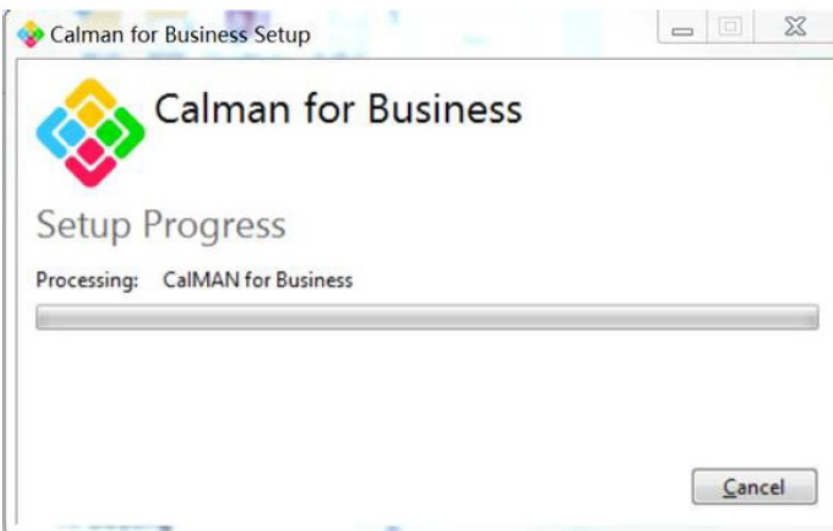 Calman for Business Setup
Calman for Business
Setup Progress
Processing: CalMAN for Business
Cancel